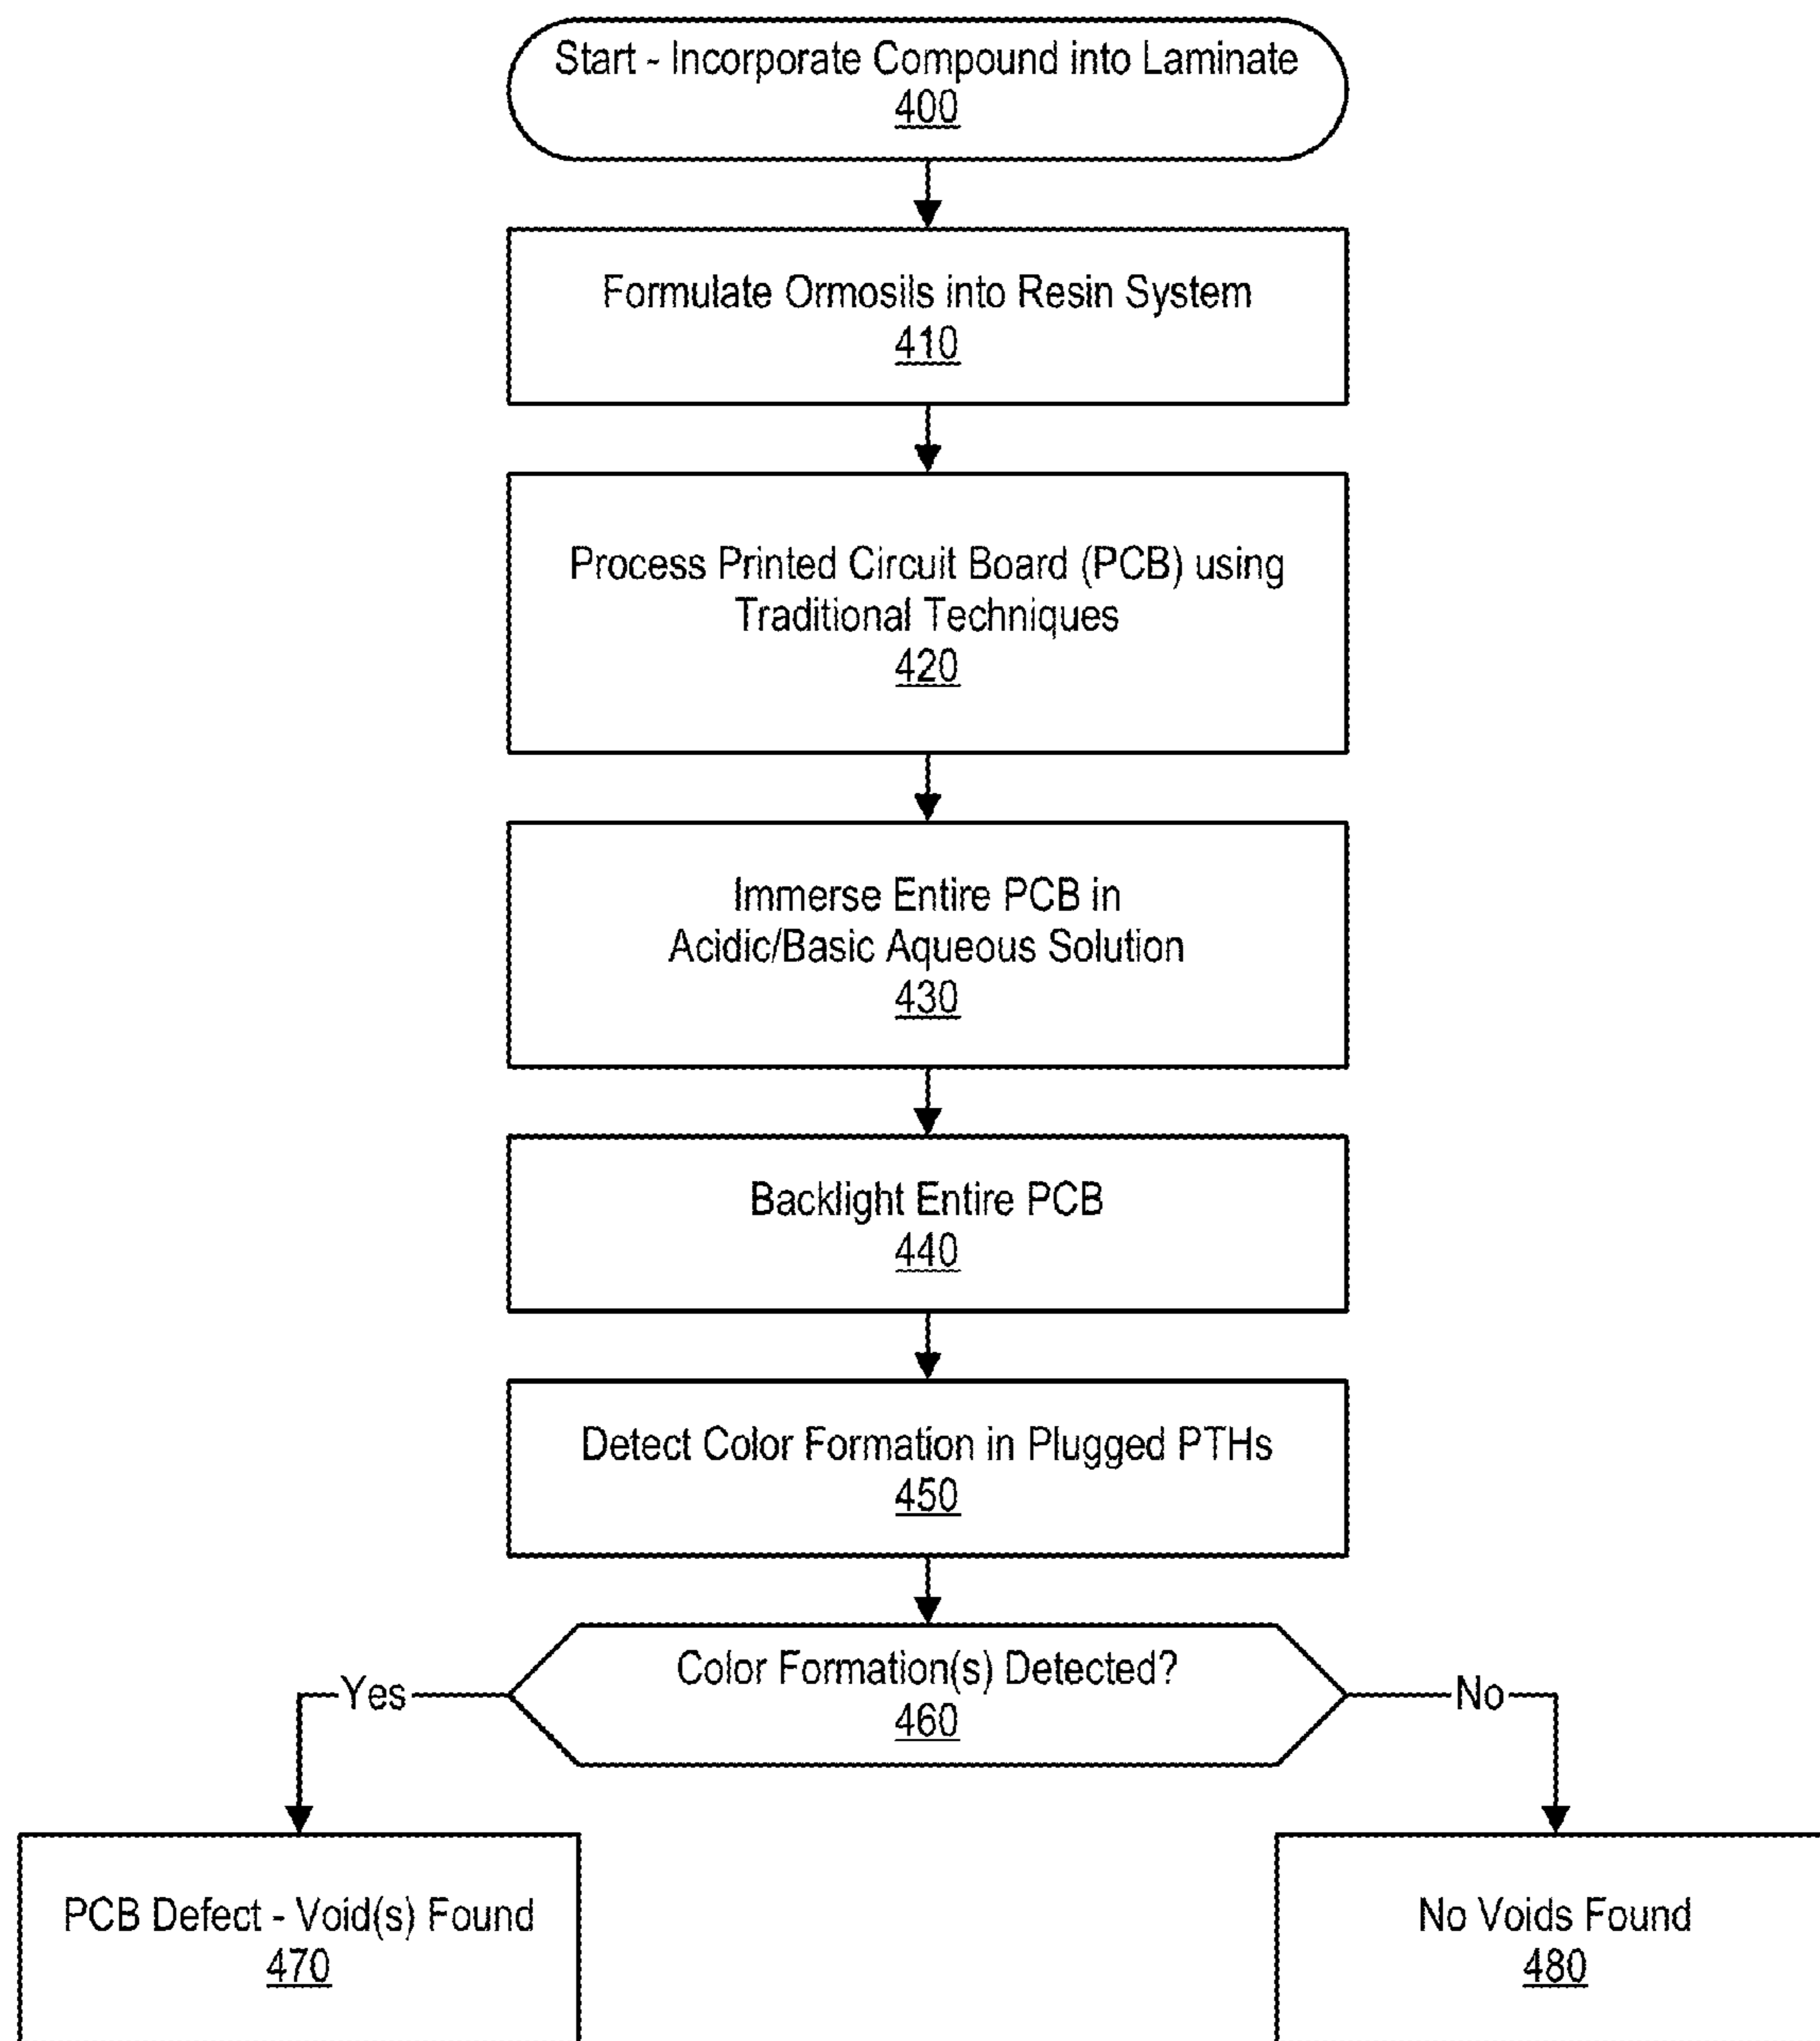 Start - Incorporate Compound into Laminate
400
Formulate Ormosils into Resin System
410
Process Printed Circuit Board (PCB) using
Traditional Techniques
420
Immerse Entire PCB in
Acidic/Basic Aqueous Solution
430
Backlight Entire PCB
440
Detect Color Formation in Plugged PTHs
450
Color Formation(s) Detected?
460
Yes
No
PCB Defect - Void(s) Found
470
No Voids Found
480